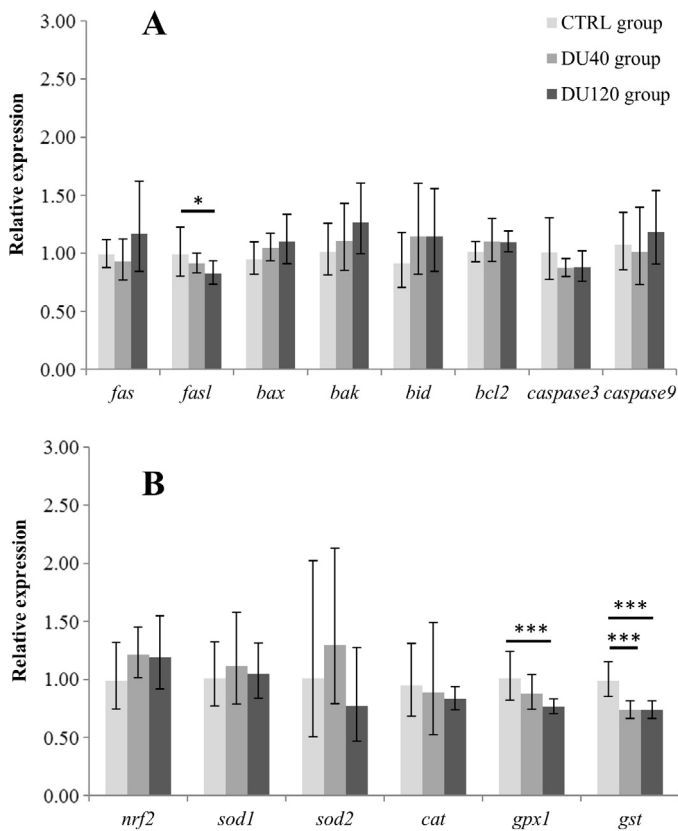 A
CTRL group
DU40 group
DU120 group
Relative expression
3.00
2.50
2.00
1.50
1.00
0.50
0.00
*
fas fasl bax bak bid bcl2 caspase3 caspase9
B
Relative expression
3.00
2.50
2.00
1.50
1.00
0.50
0.00
***
***
***
nrf2 sod1 sod2 cat gpx1 gst